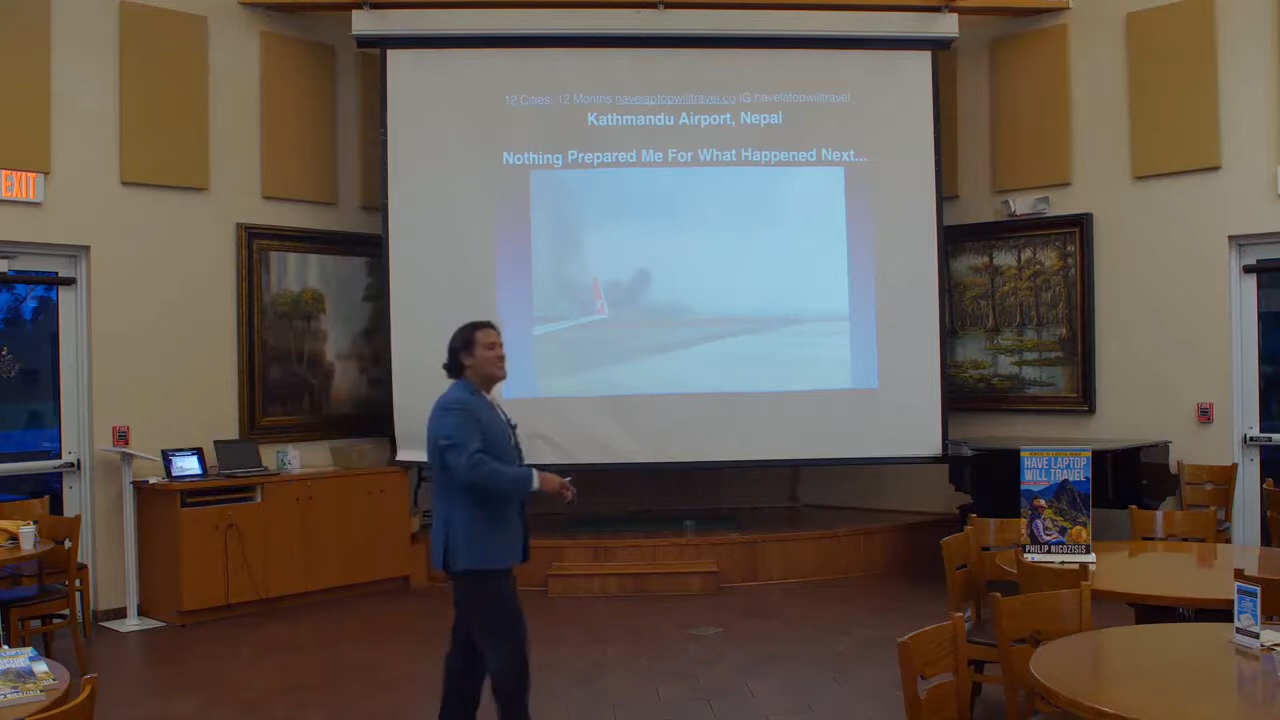 12 Cities, 12 Months havelaptopwilltravel.co IG:havelatopwilltravel
Kathmandu Airport, Nepal
Nothing Prepared Me For What Happened Next...
EXIT
HAVE LAPTOP
WILL TRAVEL
PHILIP NICOZISIS